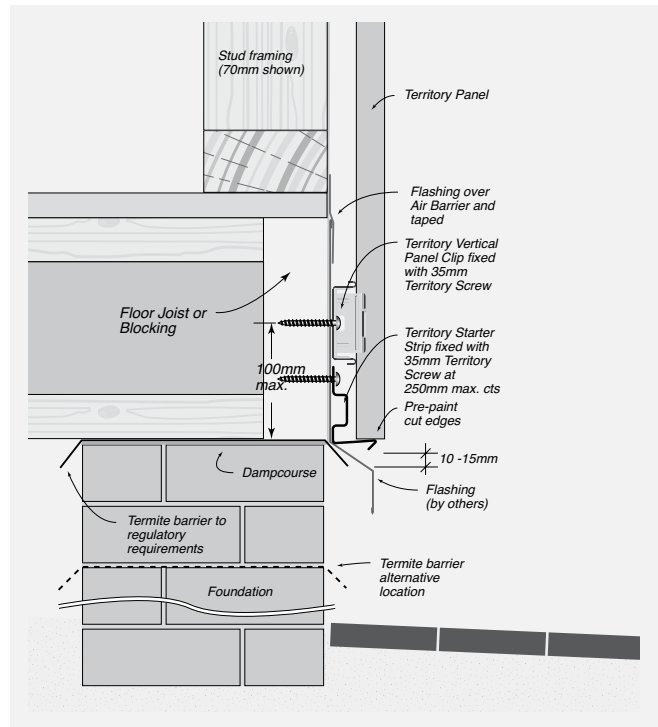 Stud framing
(70mm shown)
Territory Panel
Flashing over
Air Barrier and
taped
Territory Vertical
Panel Clip fixed
with 35mm
Territory Screw
Floor Joist or
Blocking
Territory Starter
Strip fixed with
35mm Territory
Screw at
250mm max. cts
100mm
max.
Pre-paint
cut edges
10 -15mm
Dampcourse
Flashing
(by others)
Termite barrier to
regulatory
requirements
Termite barrier
alternative
location
Foundation